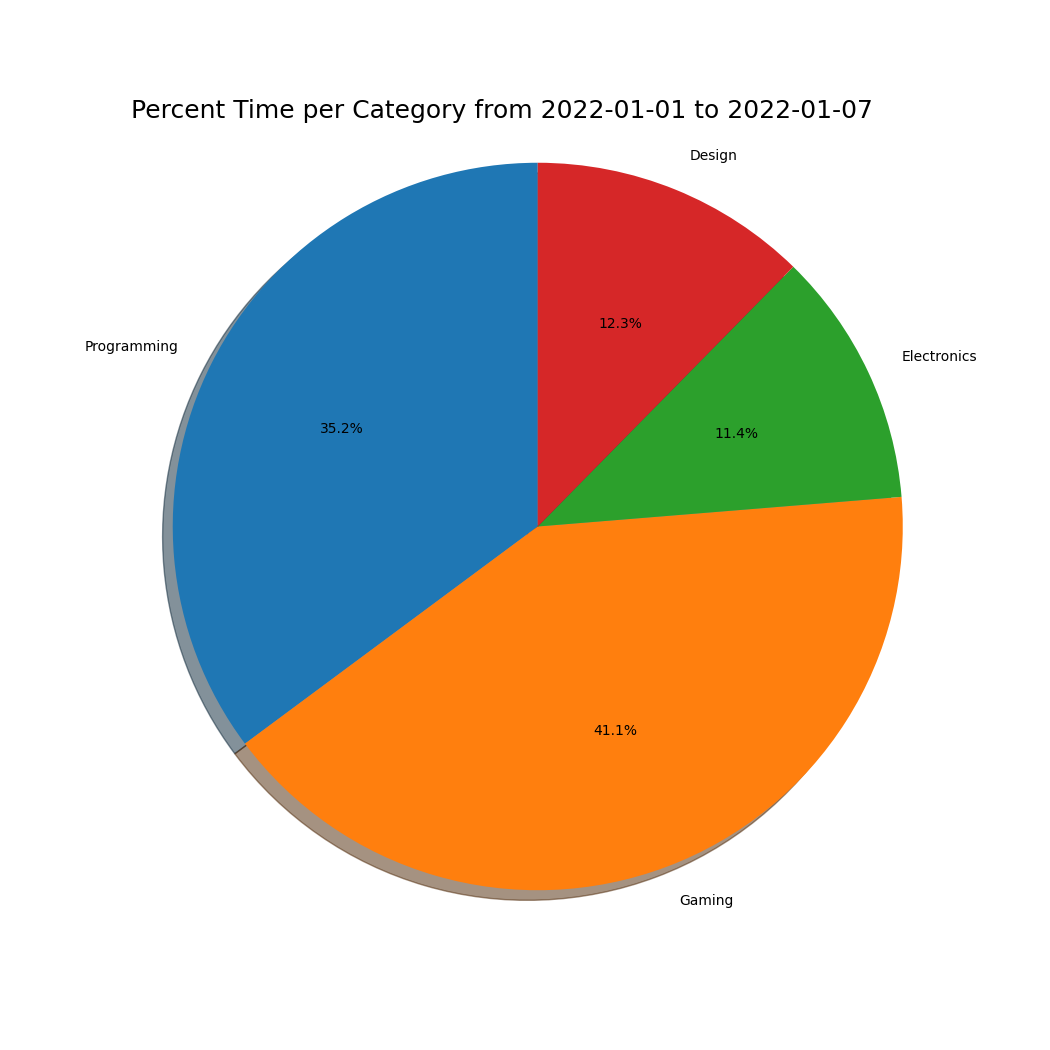 Percent Time per Category from 2022-01-01 to 2022-01-07
Design
12.3%
Programming
Electronics
35.2%
11.4%
41.1%
Gaming